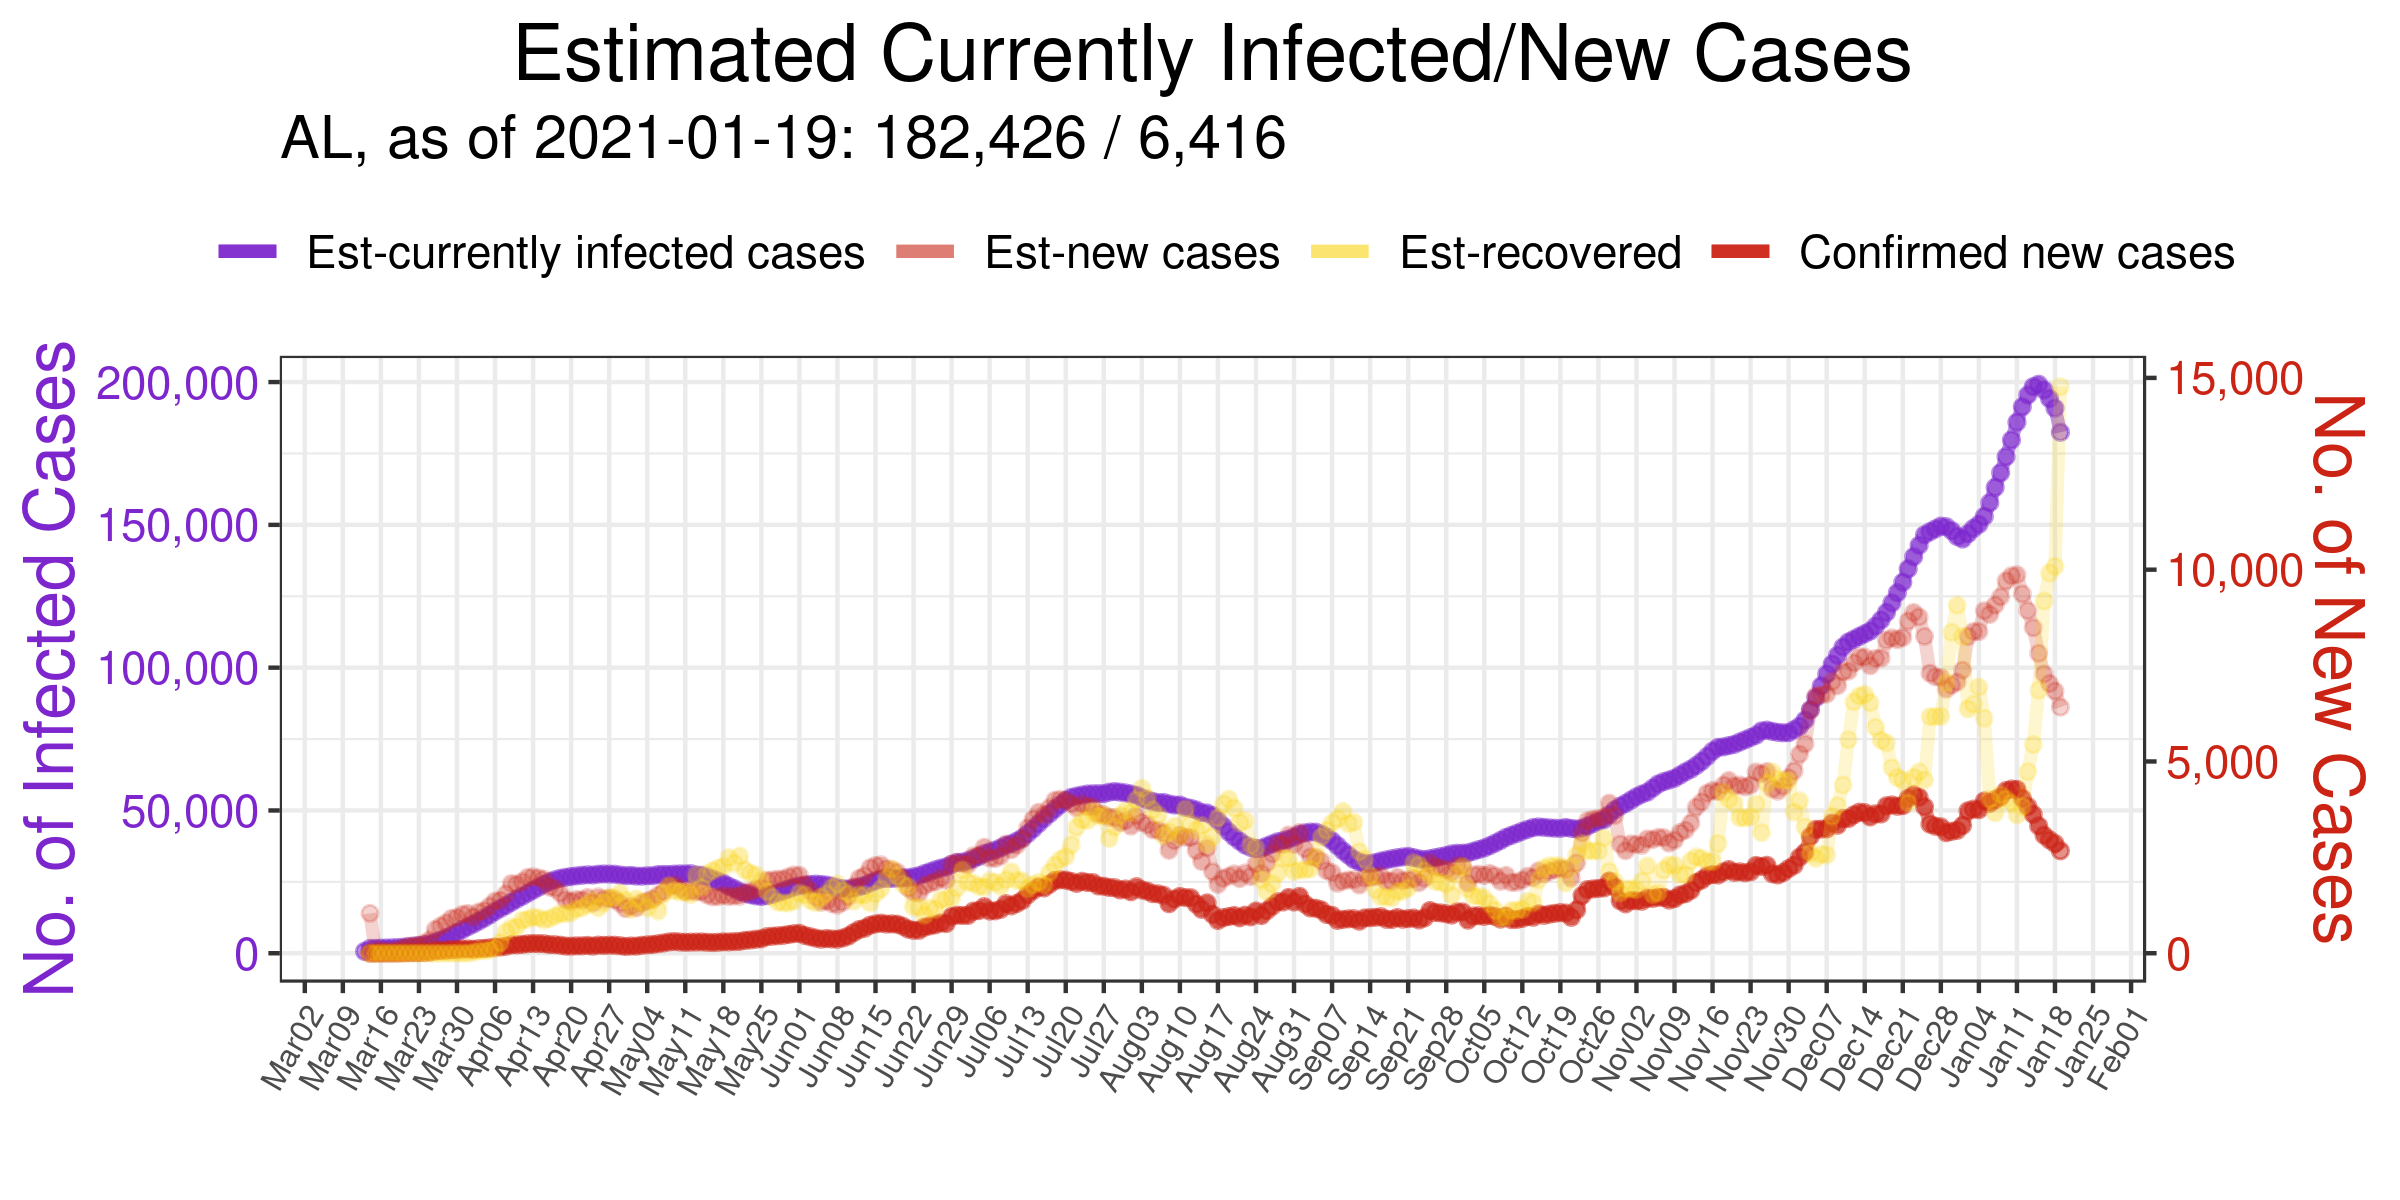 Estimated Currently Infected/New Cases
AL, as of 2021-01-19: 182,426 / 6,416
Est-currently infected cases Est-new cases Est-recovered Confirmed new cases
No. of Infected Cases
200,000
150,000
100,000
50,000
0
15,000
10,000
5,000
0
No. of New Cases
Mar02 Mar09 Mar16 Mar23 Mar30 Apr06 Apr13 Apr20 Apr27 May04 May11 May18 May25 Jun01 Jun08 Jun15 Jun22 Jun29 Jul06 Jul13 Jul20 Jul27 Aug03 Aug10 Aug17 Aug24 Aug31 Sep07 Sep14 Sep21 Sep28 Oct05 Oct12 Oct19 Oct26 Nov02 Nov09 Nov16 Nov23 Nov30 Dec07 Dec14 Dec21 Dec28 Jan04 Jan11 Jan18 Jan25 Feb01